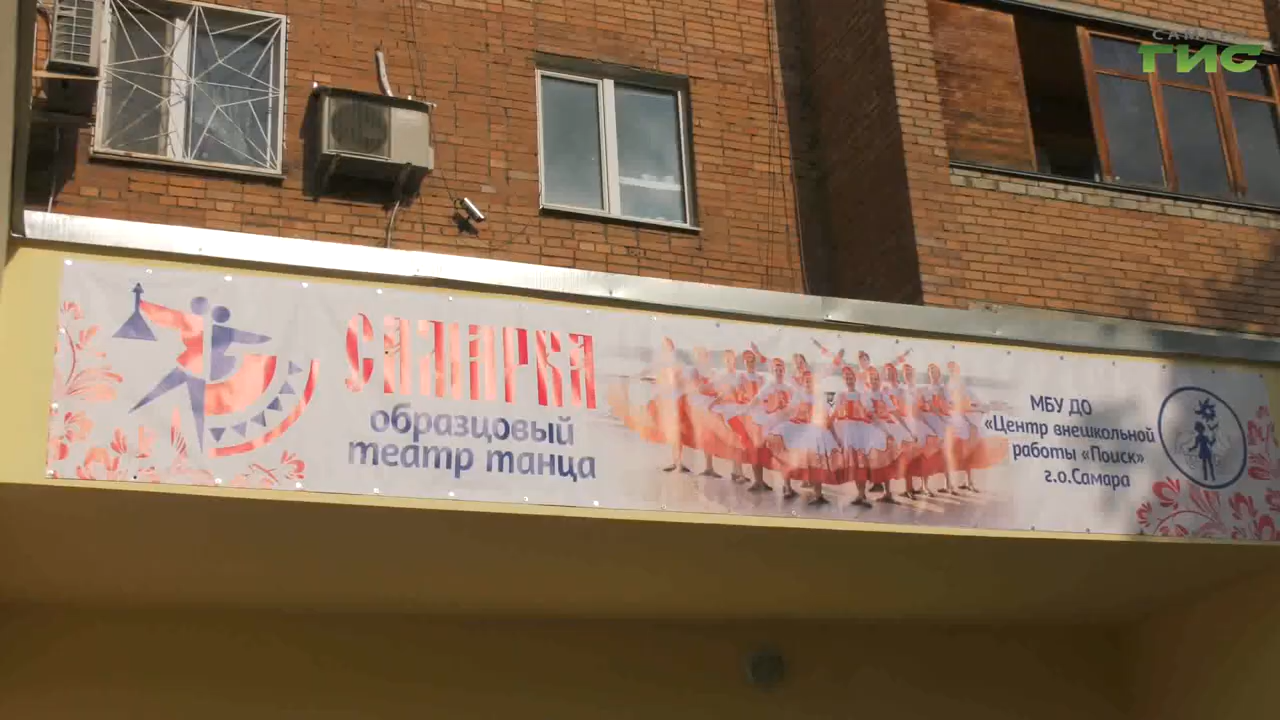 САМАРА
ГИС
САМАРКА
образцовый
театр танца
МБУ ДО
«Центр внешкольной
работы «Поиск»
г.о.Самара